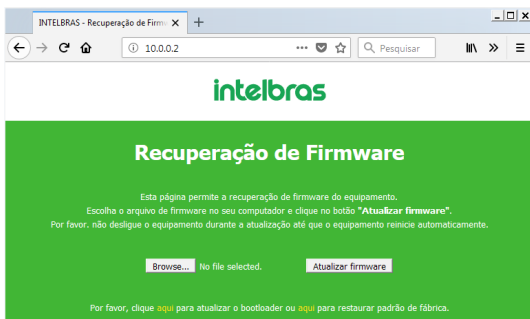 INTELBRAS - Recuperação de Firmw
10.0.0.2
Pesquisar
intelbras
Recuperação de Firmware
Esta página permite a recuperação de firmware do equipamento.
Escolha o arquivo de firmware no seu computador e clique no botão "Atualizar firmware".
Por favor. não desligue o equipamento durante a atualização até que o equipamento reinicie automaticamente.
Browse... No file selected. Atualizar firmware
Por favor, clique aqui para atualizar o bootloader ou aqui para restaurar padrão de fábrica.